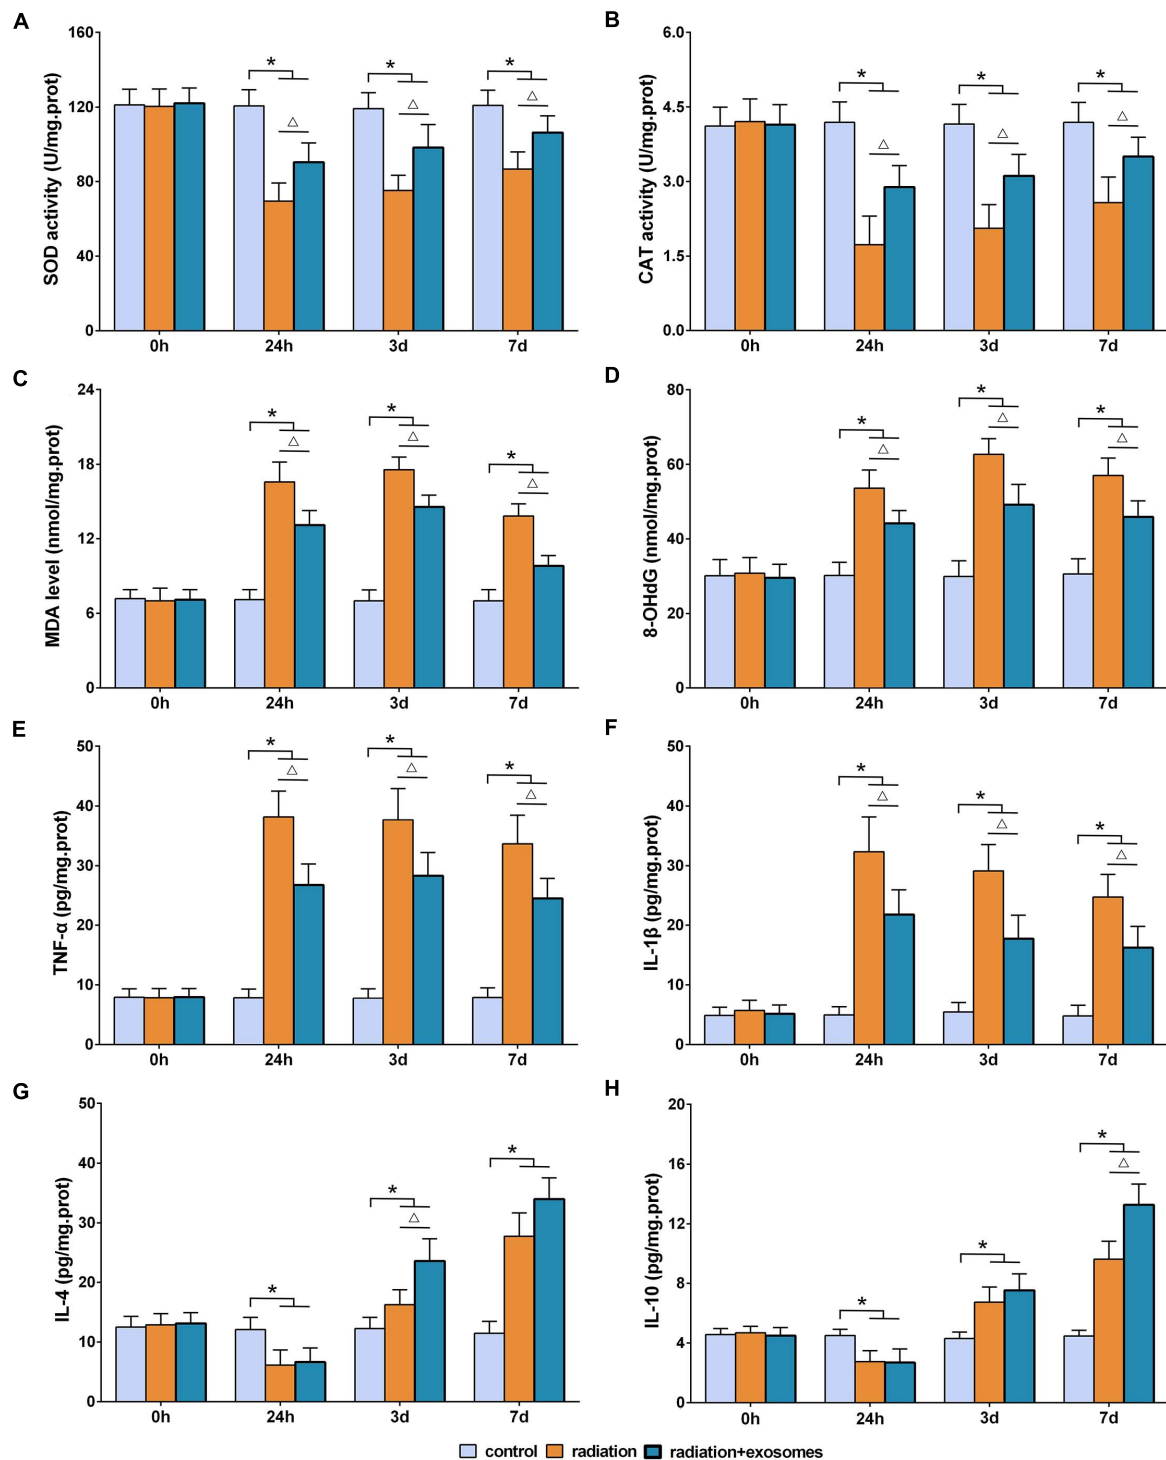 A
SOD activity (U/mg.prot)
160
120
80
40
0
* * *
△ △ △
0h 24h 3d 7d
B
CAT activity (U/mg.prot)
6.0
4.5
3.0
1.5
0.0
* * *
△ △ △
0h 24h 3d 7d
C
MDA level (nmol/mg.prot)
24
18
12
6
0
* * *
△ △ △
0h 24h 3d 7d
D
8-OHdG (nmol/mg.prot)
80
60
40
20
0
* * *
△ △ △
0h 24h 3d 7d
E
TNF-α (pg/mg.prot)
50
40
30
20
10
0
* * *
△ △ △
0h 24h 3d 7d
F
IL-1β (pg/mg.prot)
50
40
30
20
10
0
* * *
△ △ △
0h 24h 3d 7d
G
IL-4 (pg/mg.prot)
50
40
30
20
10
0
* * *
△
0h 24h 3d 7d
H
IL-10 (pg/mg.prot)
20
16
12
8
4
0
* * *
△
0h 24h 3d 7d
control radiation radiation+exosomes